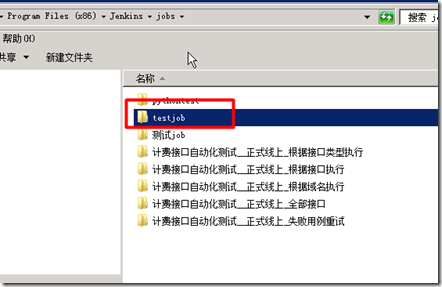 Program Files (x86) ▸ Jenkins ▸ jobs ▸
搜索 jo
帮助(H)
共享 新建文件夹
名称
pythontest
testjob
测试job
计费接口自动化测试__正式线上_根据接口类型执行
计费接口自动化测试__正式线上_根据接口执行
计费接口自动化测试__正式线上_根据域名执行
计费接口自动化测试__正式线上_全部接口
计费接口自动化测试__正式线上_失败用例重试